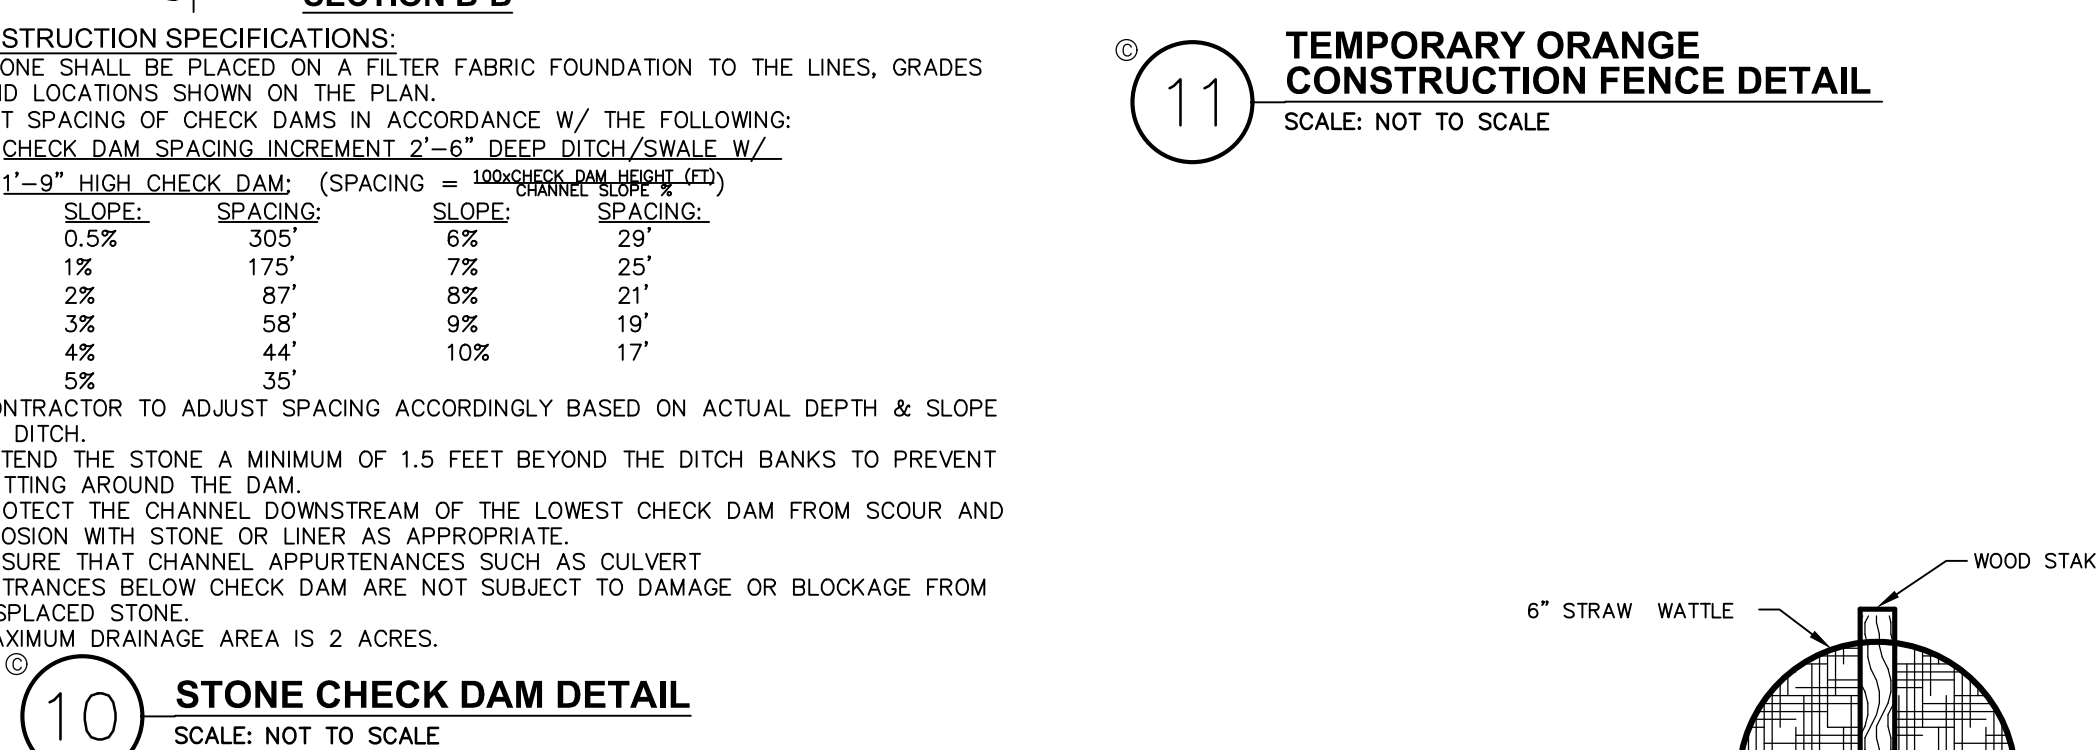 SECTION B-B
STRUCTION SPECIFICATIONS:
ONE SHALL BE PLACED ON A FILTER FABRIC FOUNDATION TO THE LINES, GRADES
ND LOCATIONS SHOWN ON THE PLAN.
T SPACING OF CHECK DAMS IN ACCORDANCE W/ THE FOLLOWING:
CHECK DAM SPACING INCREMENT 2'-6" DEEP DITCH/SWALE W/
1'-9" HIGH CHECK DAM: (SPACING = 100xCHECK DAM HEIGHT (FT)
CHANNEL SLOPE % )
SLOPE: SPACING: SLOPE: SPACING:
0.5% 305' 6% 29'
1% 175' 7% 25'
2% 87' 8% 21'
3% 58' 9% 19'
4% 44' 10% 17'
5% 35'
ONTRACTOR TO ADJUST SPACING ACCORDINGLY BASED ON ACTUAL DEPTH & SLOPE
DITCH.
TEND THE STONE A MINIMUM OF 1.5 FEET BEYOND THE DITCH BANKS TO PREVENT
TTING AROUND THE DAM.
OTECT THE CHANNEL DOWNSTREAM OF THE LOWEST CHECK DAM FROM SCOUR AND
OSION WITH STONE OR LINER AS APPROPRIATE.
SURE THAT CHANNEL APPURTENANCES SUCH AS CULVERT
TRANCES BELOW CHECK DAM ARE NOT SUBJECT TO DAMAGE OR BLOCKAGE FROM
SPLACED STONE.
AXIMUM DRAINAGE AREA IS 2 ACRES.
©
10
STONE CHECK DAM DETAIL
SCALE: NOT TO SCALE
©
11
TEMPORARY ORANGE
CONSTRUCTION FENCE DETAIL
SCALE: NOT TO SCALE
WOOD STAK
6" STRAW WATTLE